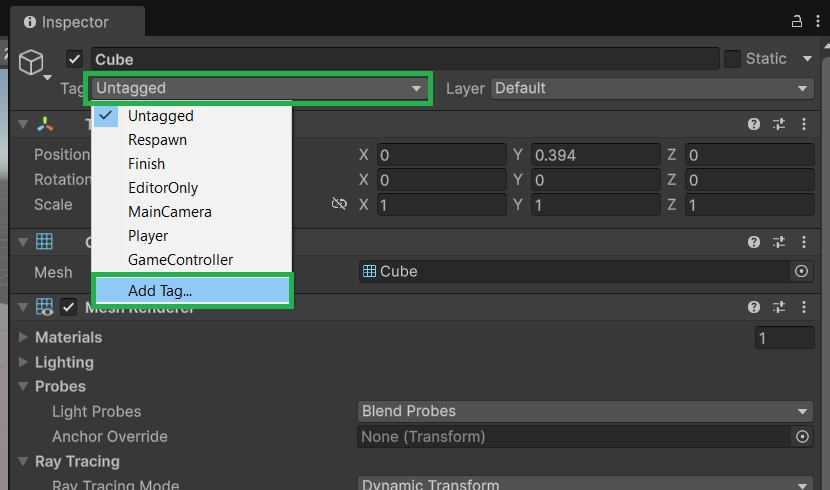 Inspector
Cube Static
Tag Untagged Layer Default
Untagged
Respawn
Finish
EditorOnly
MainCamera
Player
GameController
Add Tag...
Position X 0 Y 0.394 Z 0
Rotation X 0 Y 0 Z 0
Scale X 1 Y 1 Z 1
Mesh Cube
Mesh Renderer
Materials 1
Lighting
Probes
Light Probes Blend Probes
Anchor Override None (Transform)
Ray Tracing
Ray Tracing Mode Dynamic Transform